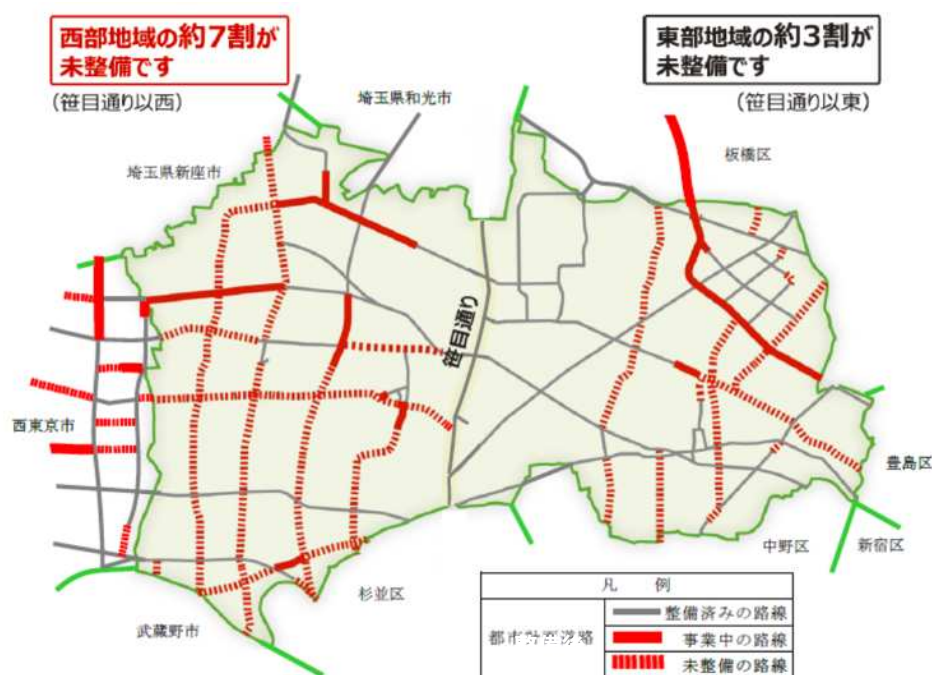 西部地域の約7割が
未整備です
(笹目通り以西)
東部地域の約3割が
未整備です
(笹目通り以東)
埼玉県和光市
板橋区
埼玉県新座市
笹目通り
西東京市
豊島区
中野区
新宿区
杉並区
武蔵野市
凡 例
整備済みの路線
事業中の路線
未整備の路線